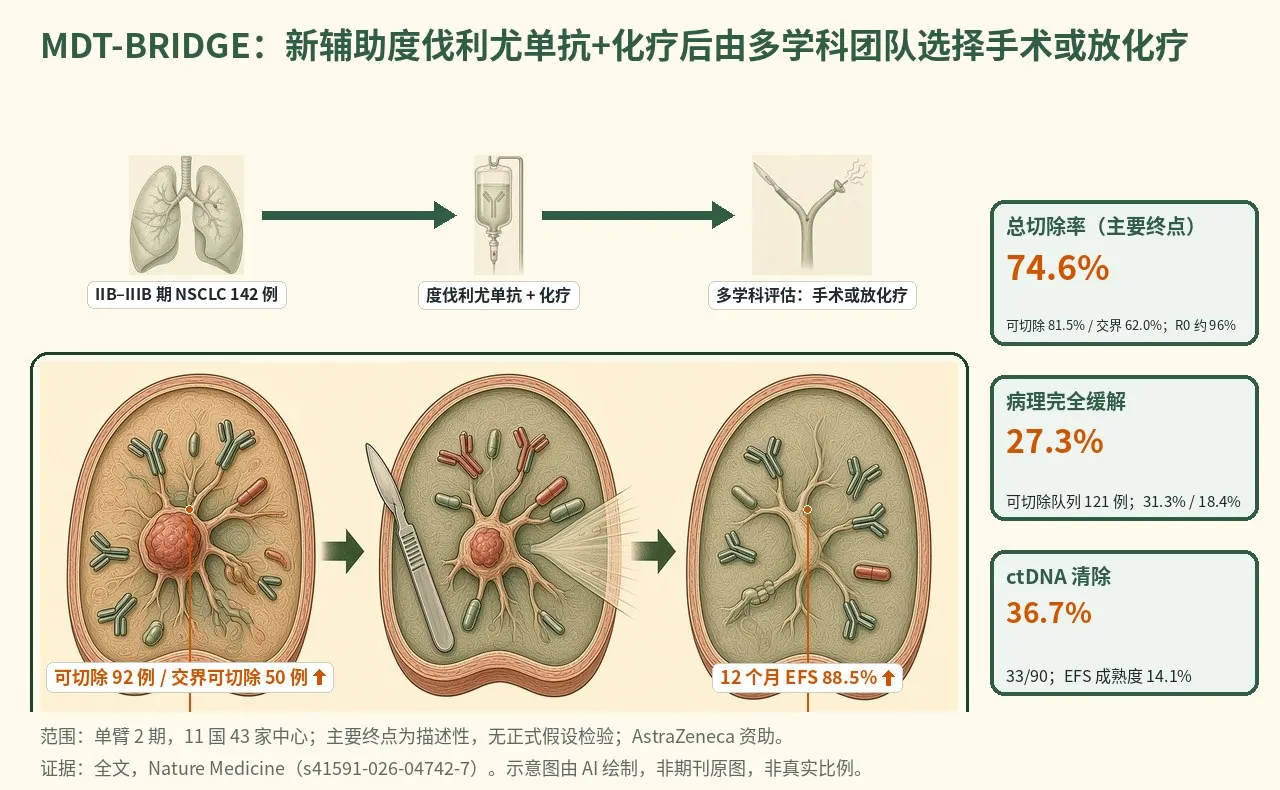 MDT-BRIDGE：新辅助度伐利尤单抗+化疗后由多学科团队选择手术或放化疗
IIB–IIIB 期 NSCLC 142 例
度伐利尤单抗 + 化疗
多学科评估：手术或放化疗
总切除率（主要终点）
74.6%
可切除 81.5% / 交界 62.0%；R0 约 96%
病理完全缓解
27.3%
可切除队列 121 例；31.3% / 18.4%
ctDNA 清除
36.7%
33/90；EFS 成熟度 14.1%
可切除 92 例 / 交界可切除 50 例 ⬆
12 个月 EFS 88.5% ⬆
范围：单臂 2 期，11 国 43 家中心；主要终点为描述性，无正式假设检验；AstraZeneca 资助。
证据：全文，Nature Medicine（s41591-026-04742-7）。示意图由 AI 绘制，非期刊原图，非真实比例。